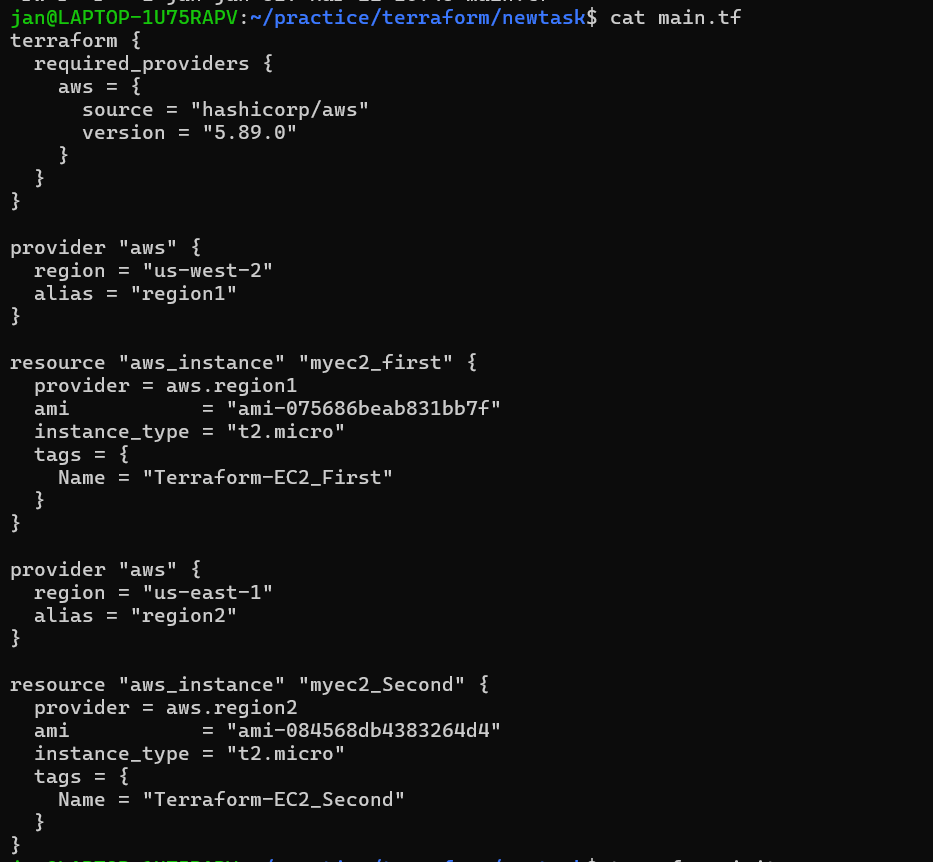 jan@LAPTOP-1U75RAPV:~/practice/terraform/newtask$ cat main.tf
terraform {
  required_providers {
    aws = {
      source = "hashicorp/aws"
      version = "5.89.0"
    }
  }
}

provider "aws" {
  region = "us-west-2"
  alias = "region1"
}

resource "aws_instance" "myec2_first" {
  provider = aws.region1
  ami           = "ami-075686beab831bb7f"
  instance_type = "t2.micro"
  tags = {
    Name = "Terraform-EC2_First"
  }
}

provider "aws" {
  region = "us-east-1"
  alias = "region2"
}

resource "aws_instance" "myec2_Second" {
  provider = aws.region2
  ami           = "ami-084568db4383264d4"
  instance_type = "t2.micro"
  tags = {
    Name = "Terraform-EC2_Second"
  }
}